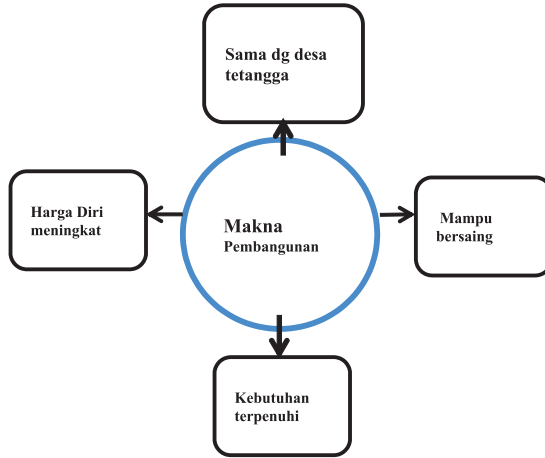 Sama dg desa
tetangga
Harga Diri
meningkat
Makna
Pembangunan
Mampu
bersaing
Kebutuhan
terpenuhi